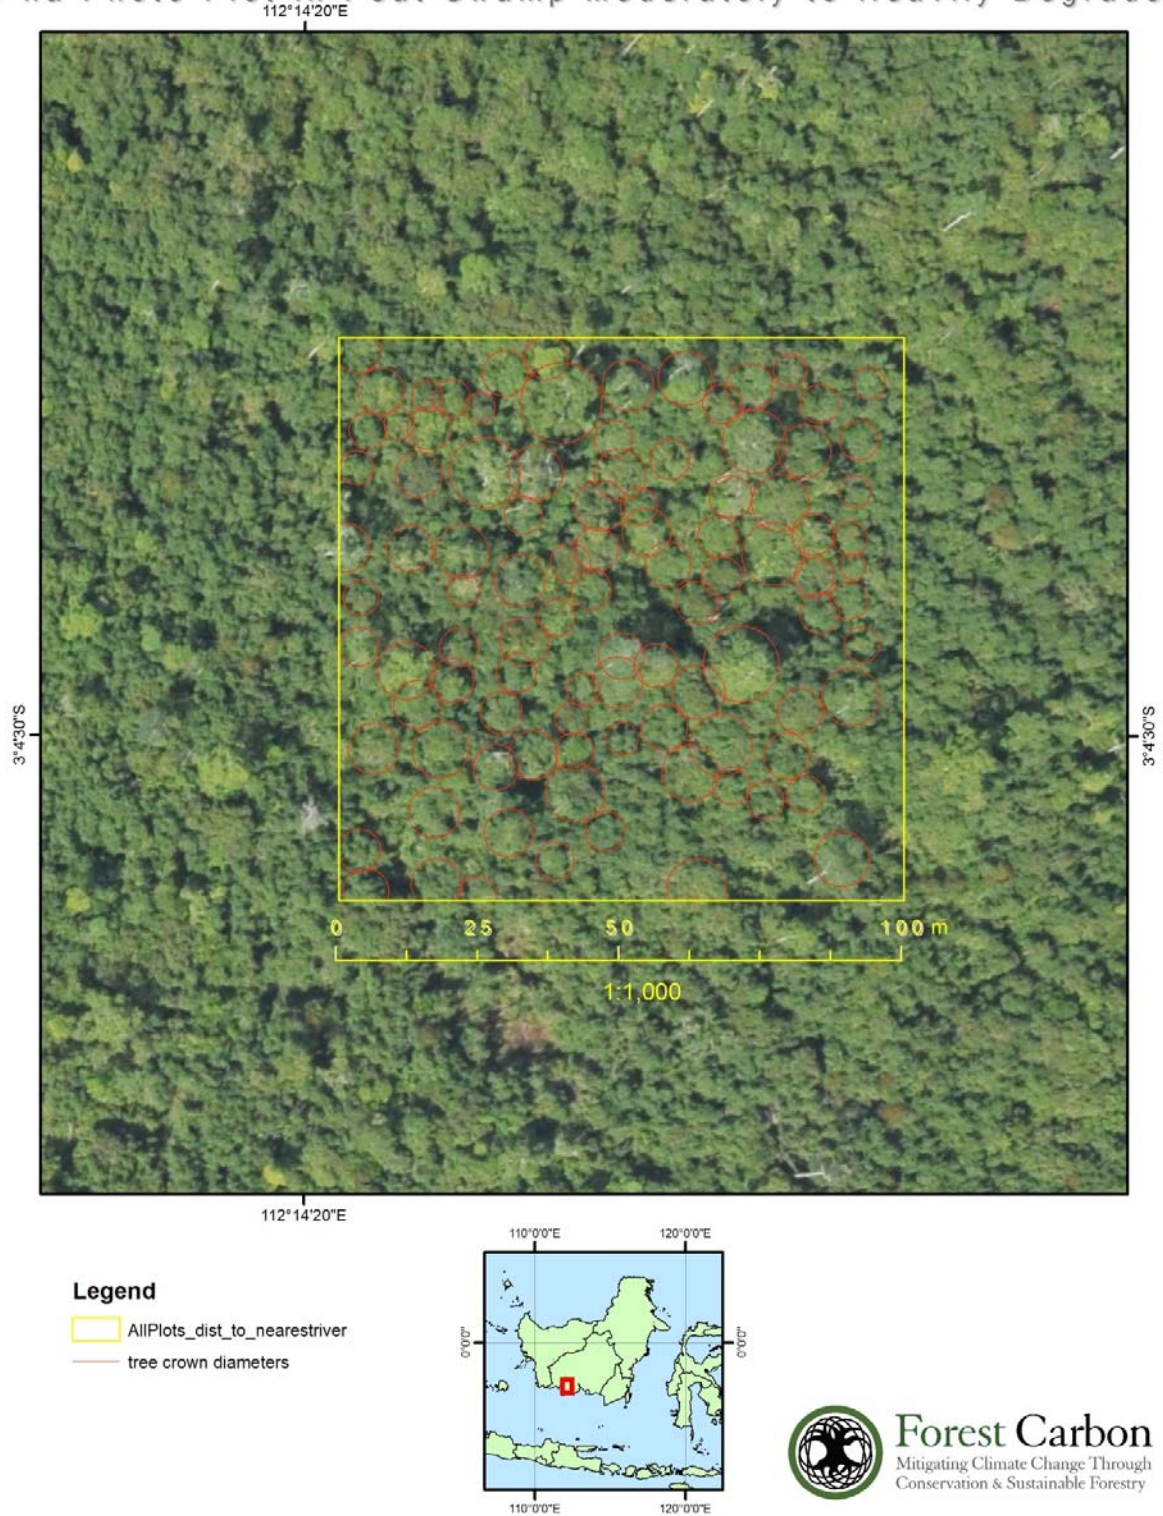 112°14'20"E
3°4'30"S
3°4'30"S
0 25 50 100 m
1:1,000
112°14'20"E
Legend
AllPlots_dist_to_nearestriver
tree crown diameters
110°0'0"E 120°0'0"E
0°0'0"
0°0'0"
110°0'0"E 120°0'0"E
Forest Carbon
Mitigating Climate Change Through
Conservation & Sustainable Forestry